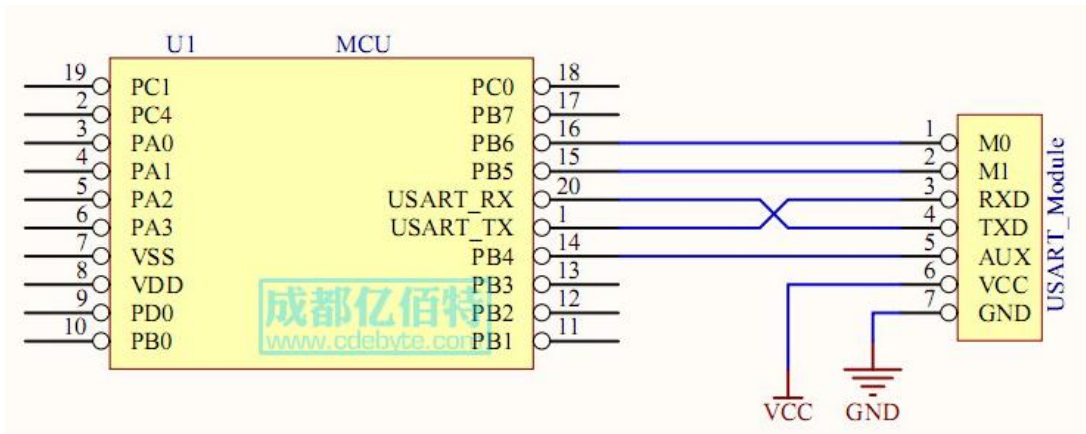 U1 MCU
19 PC1 PC0 18
2 PC4 PB7 17
3 PA0 PB6 16 1 M0
4 PA1 PB5 15 2 M1
5 PA2 USART_RX 20 3 RXD
6 PA3 USART_TX 1 4 TXD
7 VSS PB4 14 5 AUX
8 VDD PB3 13 6 VCC
9 PD0 PB2 12 7 GND
10 PB0 PB1 11
USART_Module
成都亿佰特
www.cdebyte.com
VCC GND